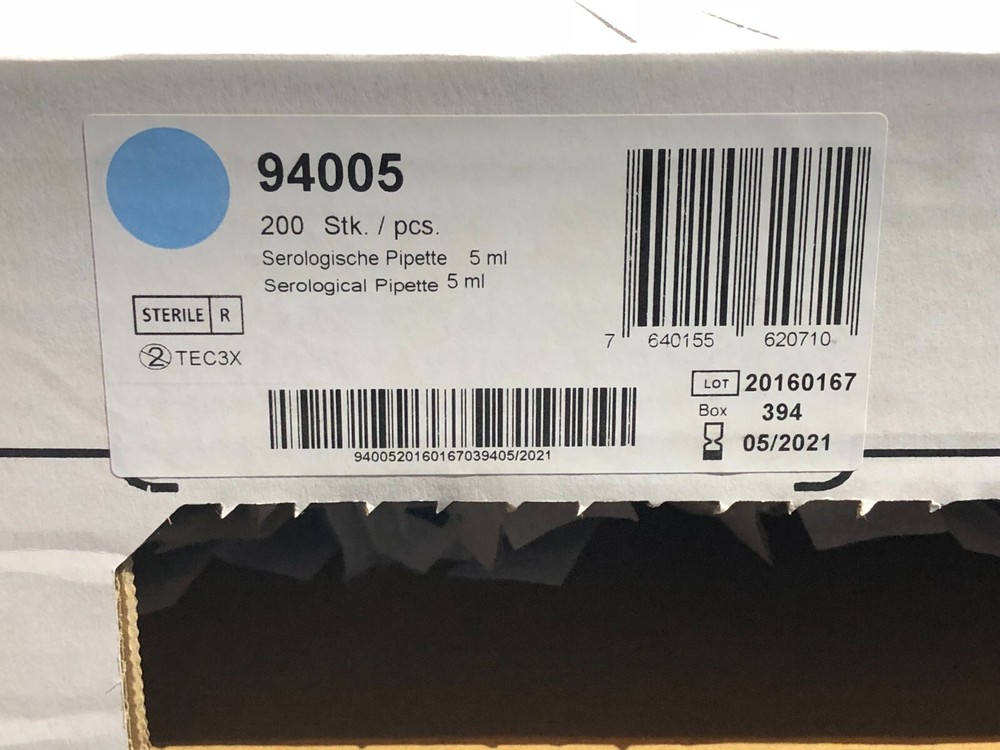 94005
200 Stk. / pcs.
Serologische Pipette 5 ml
Serological Pipette 5 ml
STERILE R
2 TEC3X
7 640155 620710
LOT 20160167
Box 394
05/2021
9400520160167039405/2021